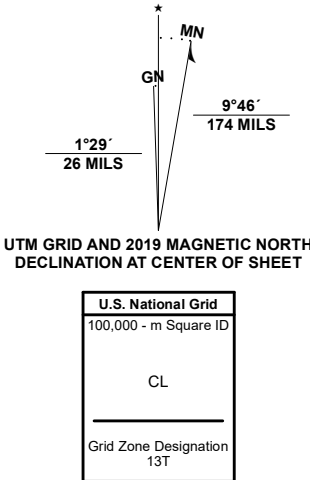 ★
MN
GN
9°46´
174 MILS
1°29´
26 MILS
UTM GRID AND 2019 MAGNETIC NORTH
DECLINATION AT CENTER OF SHEET
U.S. National Grid
100,000 - m Square ID
CL
Grid Zone Designation
13T